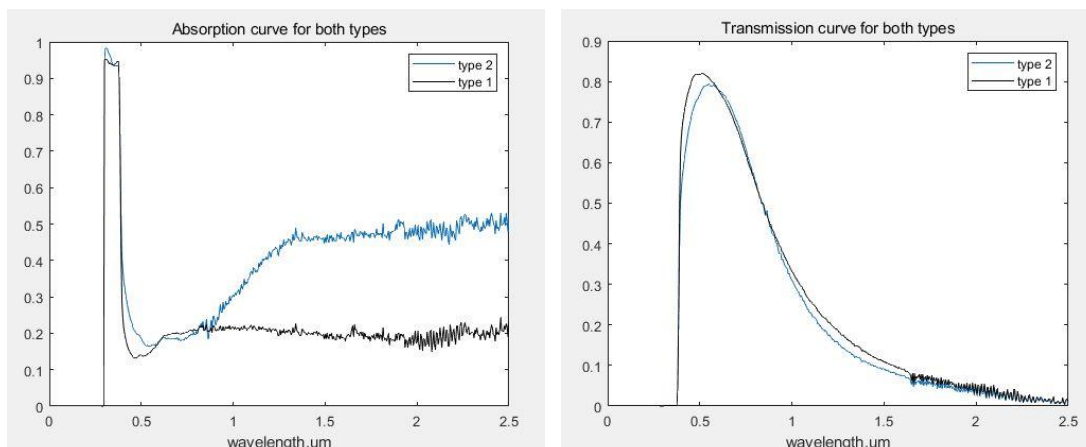 Absorption curve for both types
1
0.9
0.8
0.7
0.6
0.5
0.4
0.3
0.2
0.1
0
type 2
type 1
0 0.5 1 1.5 2 2.5
wavelength,um
Transmission curve for both types
0.9
0.8
0.7
0.6
0.5
0.4
0.3
0.2
0.1
0
type 2
type 1
0 0.5 1 1.5 2 2.5
wavelength,um